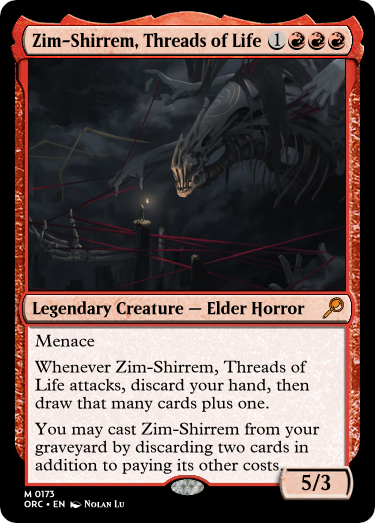 Zim-Shirrem, Threads of Life 1
Legendary Creature — Elder Horror
Menace
Whenever Zim-Shirrem, Threads of
Life attacks, discard your hand, then
draw that many cards plus one.
You may cast Zim-Shirrem from your
graveyard by discarding two cards in
addition to paying its other costs.
5/3
M 0173
ORC • EN Nolan Lu